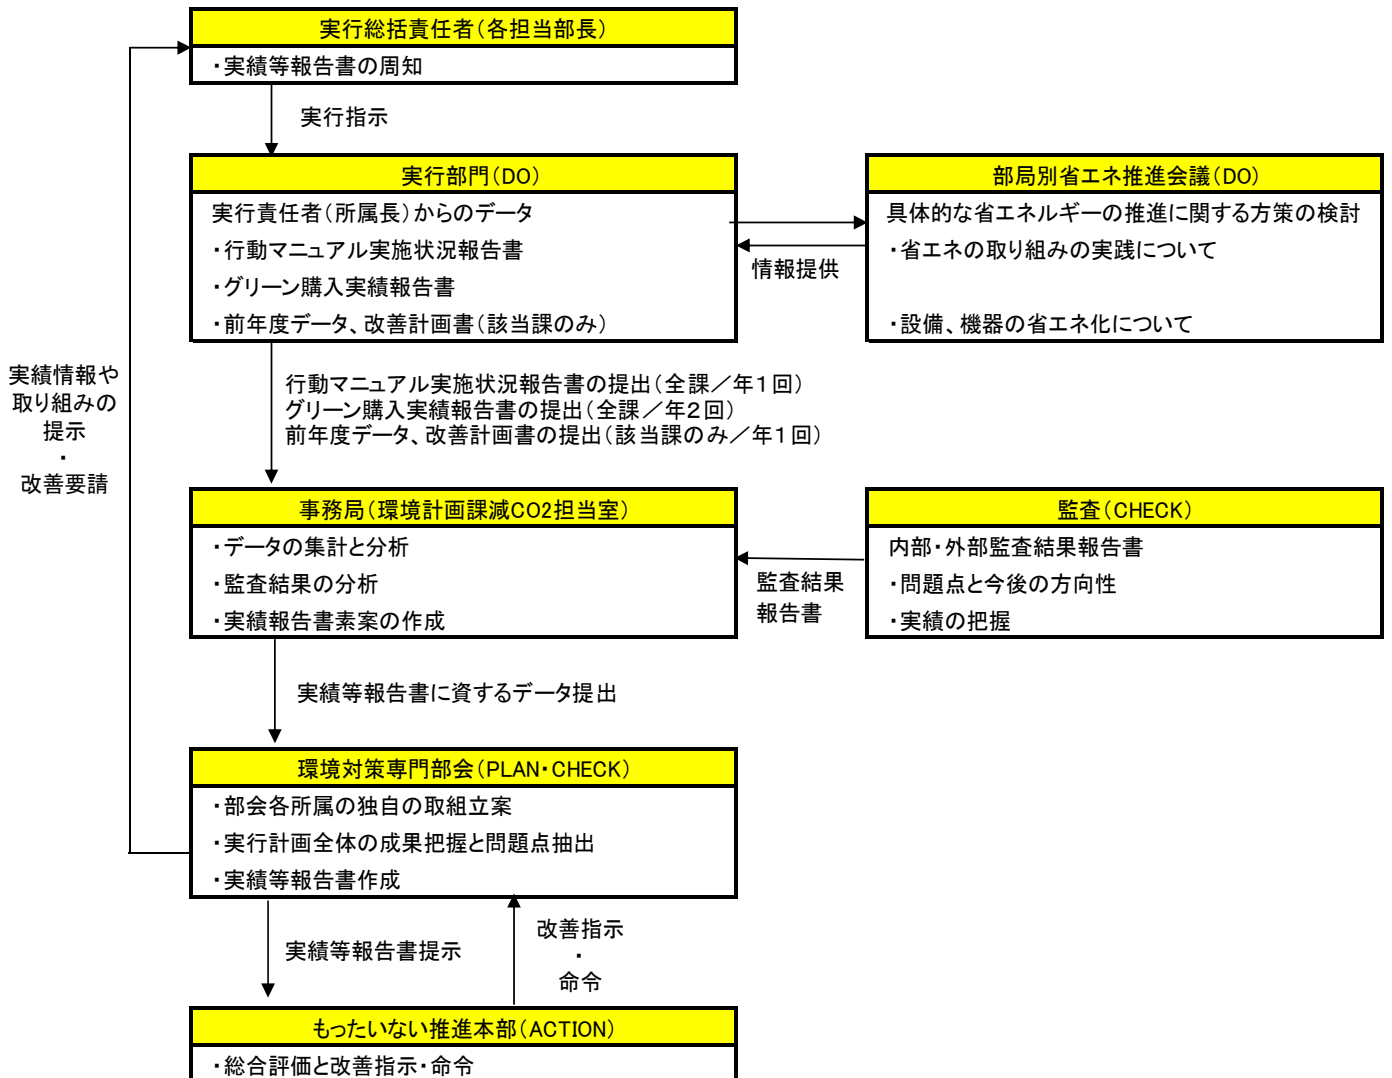 実行総括責任者(各担当部長)
・実績等報告書の周知
実行指示
実行部門(DO)
実行責任者(所属長)からのデータ
・行動マニュアル実施状況報告書
・グリーン購入実績報告書
・前年度データ、改善計画書(該当課のみ)
部局別省エネ推進会議(DO)
具体的な省エネルギーの推進に関する方策の検討
・省エネの取り組みの実践について
・設備、機器の省エネ化について
情報提供
行動マニュアル実施状況報告書の提出(全課/年1回)
グリーン購入実績報告書の提出(全課/年2回)
前年度データ、改善計画書の提出(該当課のみ/年1回)
実績情報や
取り組みの
提示
・
改善要請
事務局(環境計画課減CO2担当室)
・データの集計と分析
・監査結果の分析
・実績報告書素案の作成
監査結果
報告書
監査(CHECK)
内部・外部監査結果報告書
・問題点と今後の方向性
・実績の把握
実績等報告書に資するデータ提出
環境対策専門部会(PLAN・CHECK)
・部会各所属の独自の取組立案
・実行計画全体の成果把握と問題点抽出
・実績等報告書作成
実績等報告書提示
改善指示
・
命令
もったいない推進本部(ACTION)
・総合評価と改善指示・命令